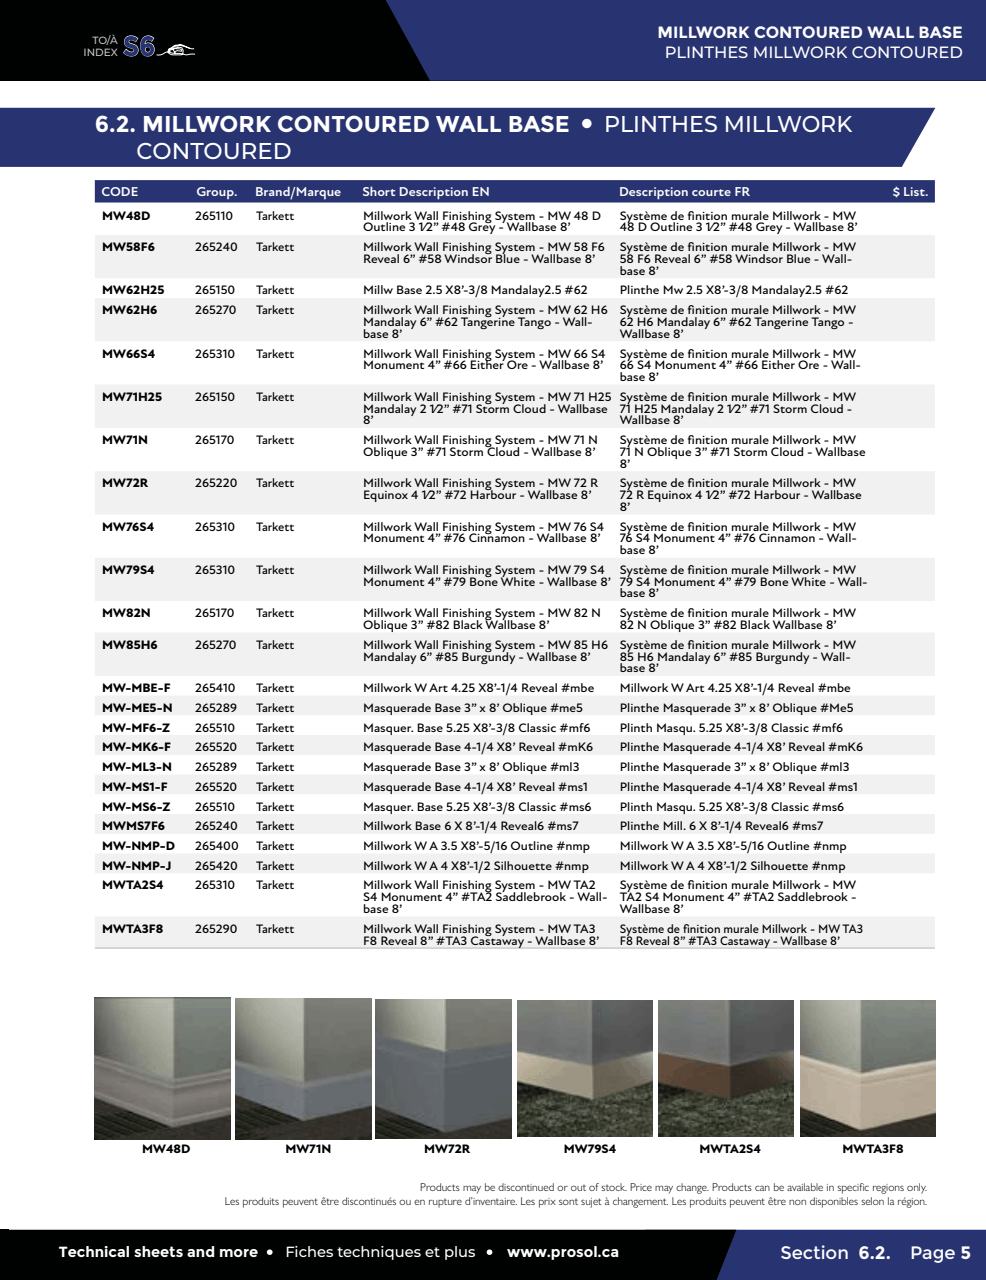 TO/À
INDEX S6
MILLWORK CONTOURED WALL BASE
PLINTHES MILLWORK CONTOURED
6.2. MILLWORK CONTOURED WALL BASE • PLINTHES MILLWORK
CONTOURED
CODE Group. Brand/Marque Short Description EN Description courte FR $ List.
MW48D 265110 Tarkett Millwork Wall Finishing System - MW 48 D Système de finition murale Millwork - MW
Outline 3 1⁄2” #48 Grey - Wallbase 8’ 48 D Outline 3 1⁄2” #48 Grey - Wallbase 8’
MW58F6 265240 Tarkett Millwork Wall Finishing System - MW 58 F6 Système de finition murale Millwork - MW
Reveal 6” #58 Windsor Blue - Wallbase 8’ 58 F6 Reveal 6” #58 Windsor Blue - Wall-
base 8’
MW62H25 265150 Tarkett Millw Base 2.5 X8’-3/8 Mandalay2.5 #62 Plinthe Mw 2.5 X8’-3/8 Mandalay2.5 #62
MW62H6 265270 Tarkett Millwork Wall Finishing System - MW 62 H6 Système de finition murale Millwork - MW
Mandalay 6” #62 Tangerine Tango - Wall- 62 H6 Mandalay 6” #62 Tangerine Tango -
base 8’ Wallbase 8’
MW66S4 265310 Tarkett Millwork Wall Finishing System - MW 66 S4 Système de finition murale Millwork - MW
Monument 4” #66 Either Ore - Wallbase 8’ 66 S4 Monument 4” #66 Either Ore - Wall-
base 8’
MW71H25 265150 Tarkett Millwork Wall Finishing System - MW 71 H25 Système de finition murale Millwork - MW
Mandalay 2 1⁄2” #71 Storm Cloud - Wallbase 71 H25 Mandalay 2 1⁄2” #71 Storm Cloud -
8’ Wallbase 8’
MW71N 265170 Tarkett Millwork Wall Finishing System - MW 71 N Système de finition murale Millwork - MW
Oblique 3” #71 Storm Cloud - Wallbase 8’ 71 N Oblique 3” #71 Storm Cloud - Wallbase
8’
MW72R 265220 Tarkett Millwork Wall Finishing System - MW 72 R Système de finition murale Millwork - MW
Equinox 4 1⁄2” #72 Harbour - Wallbase 8’ 72 R Equinox 4 1⁄2” #72 Harbour - Wallbase
8’
MW76S4 265310 Tarkett Millwork Wall Finishing System - MW 76 S4 Système de finition murale Millwork - MW
Monument 4” #76 Cinnamon - Wallbase 8’ 76 S4 Monument 4” #76 Cinnamon - Wall-
base 8’
MW79S4 265310 Tarkett Millwork Wall Finishing System - MW 79 S4 Système de finition murale Millwork - MW
Monument 4” #79 Bone White - Wallbase 8’ 79 S4 Monument 4” #79 Bone White - Wall-
base 8’
MW82N 265170 Tarkett Millwork Wall Finishing System - MW 82 N Système de finition murale Millwork - MW
Oblique 3” #82 Black Wallbase 8’ 82 N Oblique 3” #82 Black Wallbase 8’
MW85H6 265270 Tarkett Millwork Wall Finishing System - MW 85 H6 Système de finition murale Millwork - MW
Mandalay 6” #85 Burgundy - Wallbase 8’ 85 H6 Mandalay 6” #85 Burgundy - Wall-
base 8’
MW-MBE-F 265410 Tarkett Millwork W Art 4.25 X8’-1/4 Reveal #mbe Millwork W Art 4.25 X8’-1/4 Reveal #mbe
MW-ME5-N 265289 Tarkett Masquerade Base 3” x 8’ Oblique #me5 Plinthe Masquerade 3” x 8’ Oblique #Me5
MW-MF6-Z 265510 Tarkett Masquer. Base 5.25 X8’-3/8 Classic #mf6 Plinth Masqu. 5.25 X8’-3/8 Classic #mf6
MW-MK6-F 265520 Tarkett Masquerade Base 4-1/4 X8’ Reveal #mK6 Plinthe Masquerade 4-1/4 X8’ Reveal #mK6
MW-ML3-N 265289 Tarkett Masquerade Base 3” x 8’ Oblique #ml3 Plinthe Masquerade 3” x 8’ Oblique #ml3
MW-MS1-F 265520 Tarkett Masquerade Base 4-1/4 X8’ Reveal #ms1 Plinthe Masquerade 4-1/4 X8’ Reveal #ms1
MW-MS6-Z 265510 Tarkett Masquer. Base 5.25 X8’-3/8 Classic #ms6 Plinth Masqu. 5.25 X8’-3/8 Classic #ms6
MWMS7F6 265240 Tarkett Millwork Base 6 X 8’-1/4 Reveal6 #ms7 Plinthe Mill. 6 X 8’-1/4 Reveal6 #ms7
MW-NMP-D 265400 Tarkett Millwork W A 3.5 X8’-5/16 Outline #nmp Millwork W A 3.5 X8’-5/16 Outline #nmp
MW-NMP-J 265420 Tarkett Millwork W A 4 X8’-1/2 Silhouette #nmp Millwork W A 4 X8’-1/2 Silhouette #nmp
MWTA2S4 265310 Tarkett Millwork Wall Finishing System - MW TA2 Système de finition murale Millwork - MW
S4 Monument 4” #TA2 Saddlebrook - Wall- TA2 S4 Monument 4” #TA2 Saddlebrook -
base 8’ Wallbase 8’
MWTA3F8 265290 Tarkett Millwork Wall Finishing System - MW TA3 Système de finition murale Millwork - MW TA3
F8 Reveal 8” #TA3 Castaway - Wallbase 8’ F8 Reveal 8” #TA3 Castaway - Wallbase 8’
MW48D MW71N MW72R MW79S4 MWTA2S4 MWTA3F8
Products may be discontinued or out of stock. Price may change. Products can be available in specific regions only.
Les produits peuvent être discontinués ou en rupture d’inventaire. Les prix sont sujet à changement. Les produits peuvent être non disponibles selon la région.
Technical sheets and more • Fiches techniques et plus • www.prosol.ca
Section 6.2. Page 5